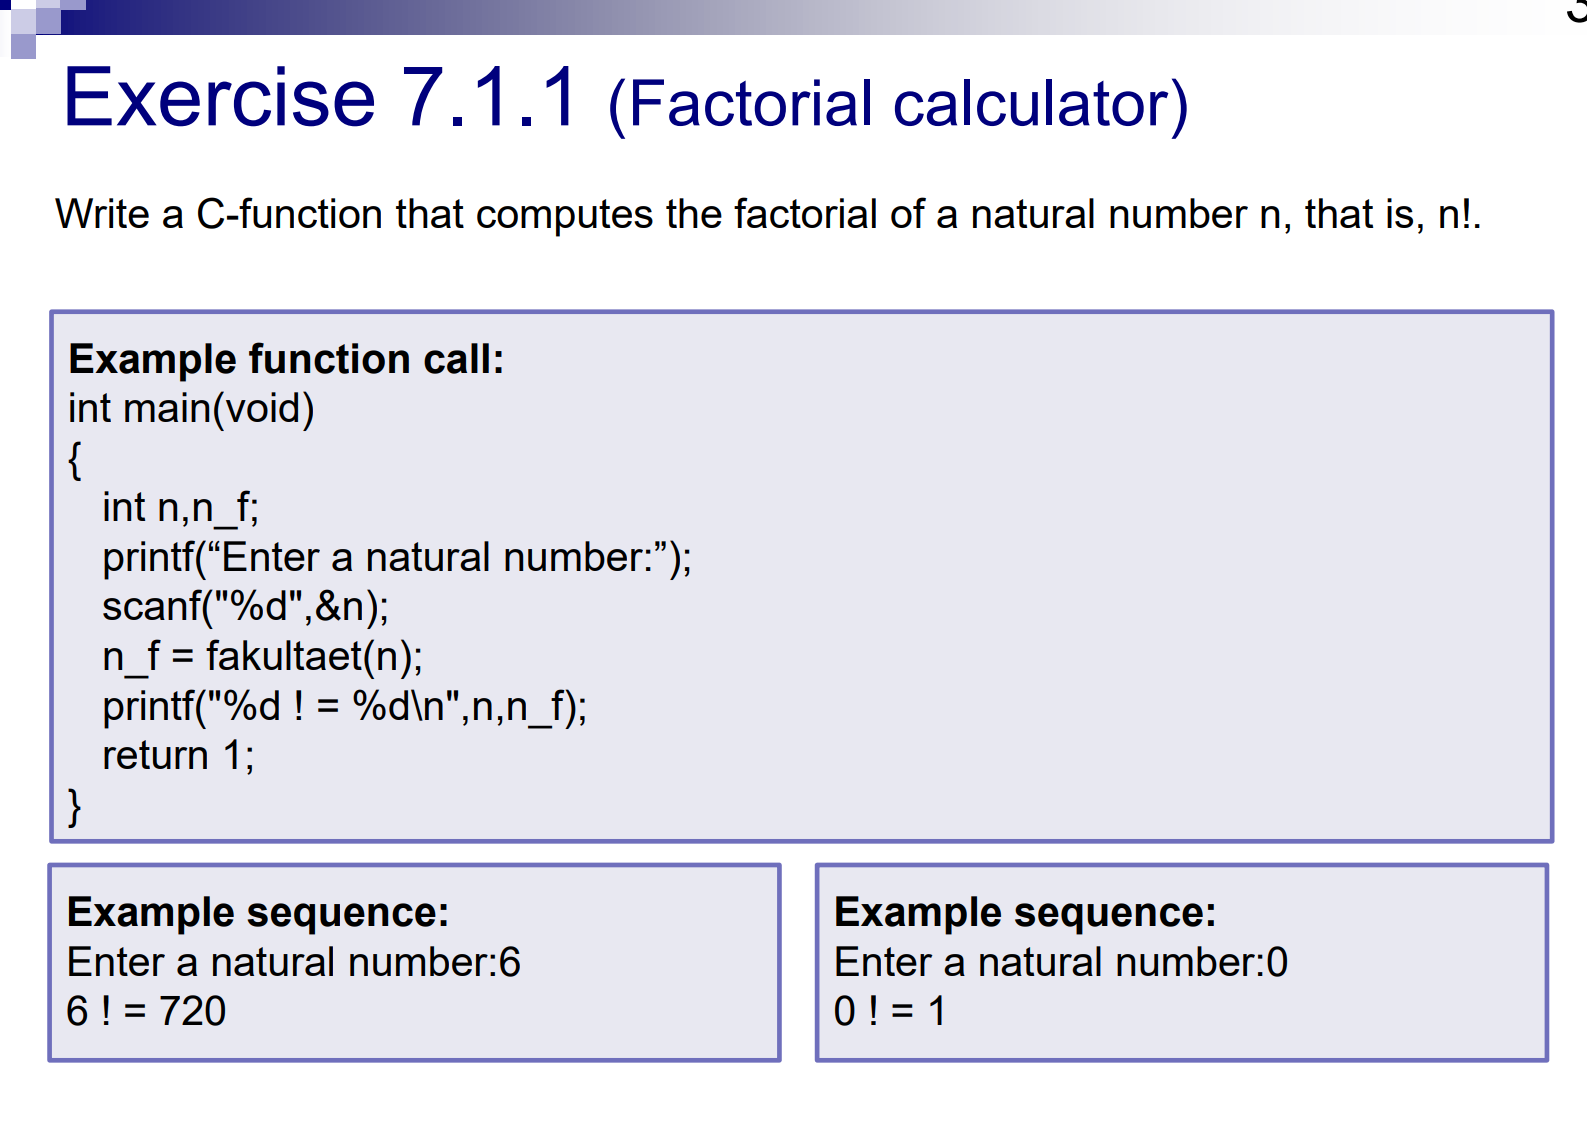 3
Exercise 7.1.1 (Factorial calculator)
Write a C-function that computes the factorial of a natural number n, that is, n!.
Example function call:
int main(void)
{
int n,n_f;
printf(“Enter a natural number:”);
scanf("%d",&n);
n_f = fakultaet(n);
printf("%d ! = %d\n",n,n_f);
return 1;
}
Example sequence:
Enter a natural number:6
6 ! = 720
Example sequence:
Enter a natural number:0
0 ! = 1